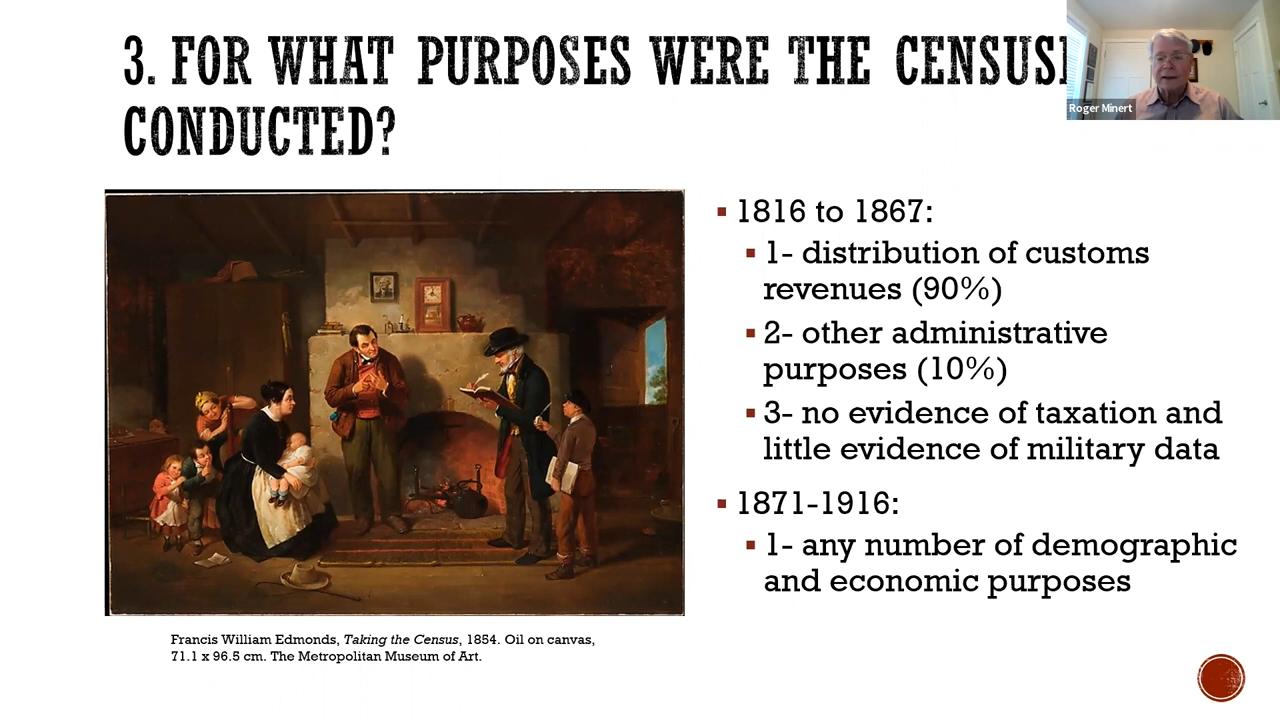 3. FOR WHAT PURPOSES WERE THE
CONDUCTED?
Roger Minert
1816 to 1867:
1- distribution of customs
revenues (90%)
2- other administrative
purposes (10%)
3- no evidence of taxation and
little evidence of military data
1871-1916:
1- any number of demographic
and economic purposes
Francis William Edmonds, Taking the Census, 1854. Oil on canvas,
71.1 x 96.5 cm. The Metropolitan Museum of Art.